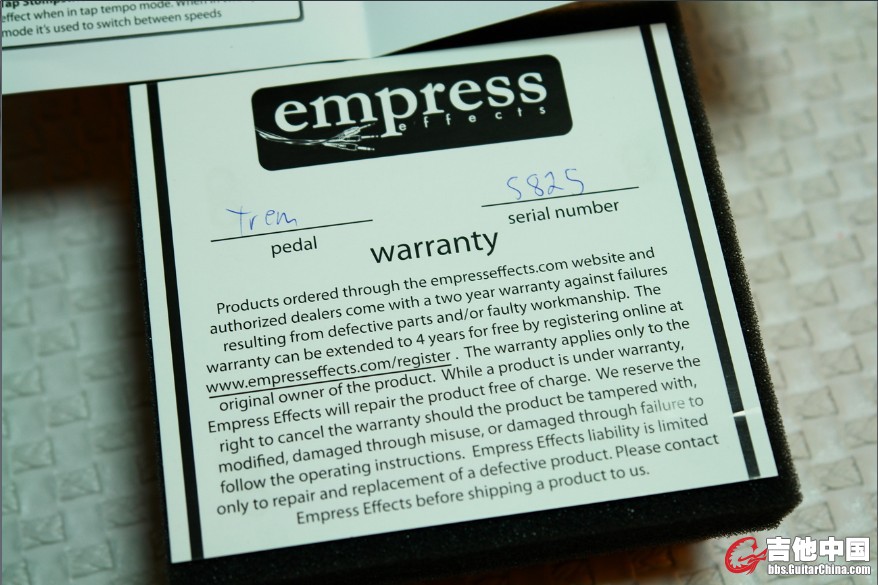 Tap Stomps
effect when in tap tempo mode. When in
mode it's used to switch between speeds
empress
effects
Trem
pedal
5825
serial number
warranty
Products ordered through the empresseffects.com website and
authorized dealers come with a two year warranty against failures
resulting from defective parts and/or faulty workmanship. The
warranty can be extended to 4 years for free by registering online at
www.empresseffects.com/register . The warranty applies only to the
original owner of the product. While a product is under warranty,
Empress Effects will repair the product free of charge. We reserve the
right to cancel the warranty should the product be tampered with,
modified, damaged through misuse, or damaged through failure to
follow the operating instructions. Empress Effects liability is limited
only to repair and replacement of a defective product. Please contact
Empress Effects before shipping a product to us.
吉他中国
bbs.GuitarChina.com